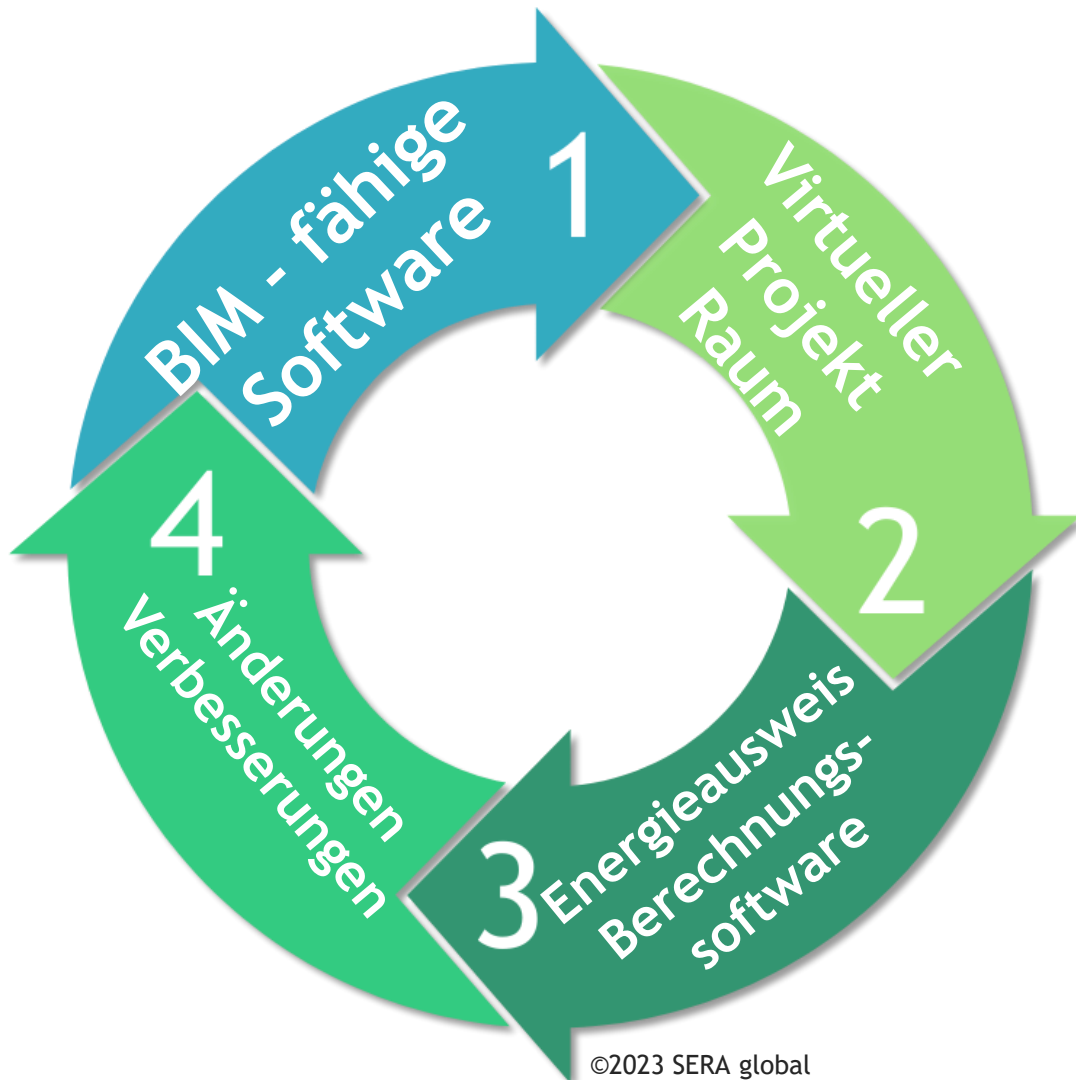 BIM - fähige
Software
1
Virtueller
Projekt
Raum
2
Energieausweis
Berechnungs-
software
3
4
Änderungen
Verbesserungen
©2023 SERA global